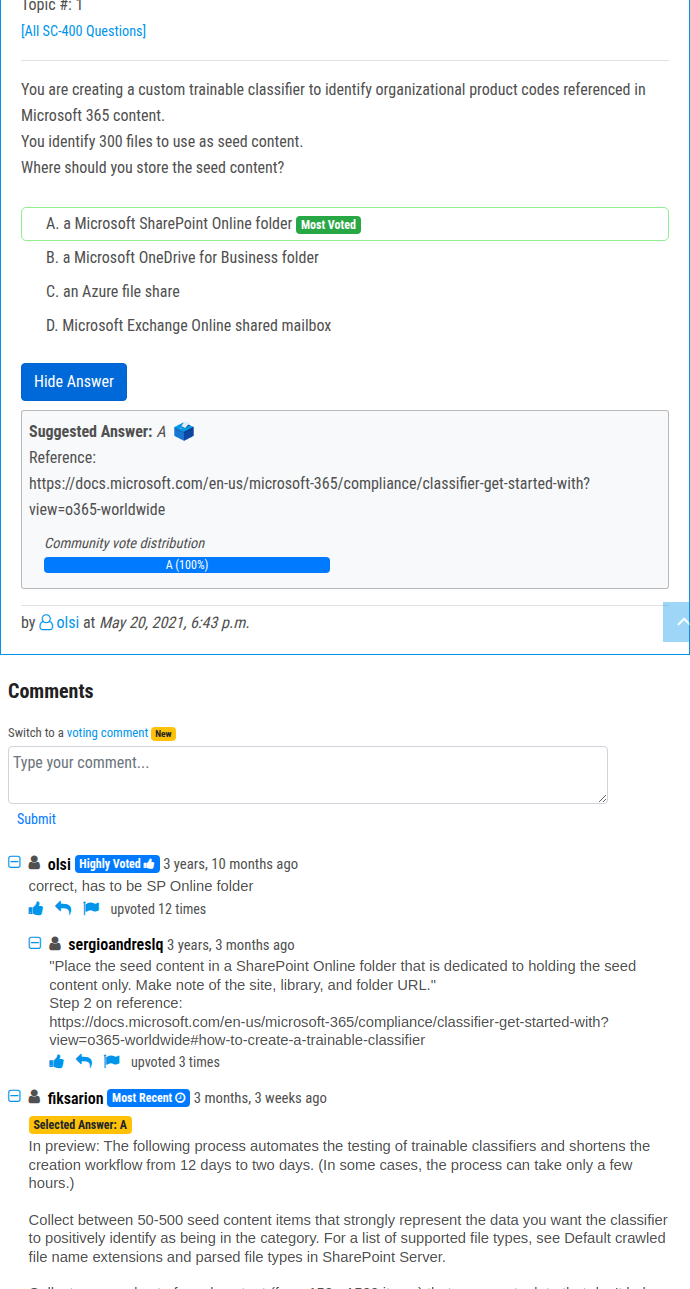 Topic #: 1
[All SC-400 Questions]
You are creating a custom trainable classifier to identify organizational product codes referenced in
Microsoft 365 content.
You identify 300 files to use as seed content.
Where should you store the seed content?
A. a Microsoft SharePoint Online folder Most Voted
B. a Microsoft OneDrive for Business folder
C. an Azure file share
D. Microsoft Exchange Online shared mailbox
Hide Answer
Suggested Answer: A
Reference:
https://docs.microsoft.com/en-us/microsoft-365/compliance/classifier-get-started-with?
view=o365-worldwide
Community vote distribution
A (100%)
by olsi at May 20, 2021, 6:43 p.m.
Comments
Switch to a voting comment New
Type your comment...
Submit
olsi Highly Voted 3 years, 10 months ago
correct, has to be SP Online folder
upvoted 12 times
sergioandreslq 3 years, 3 months ago
"Place the seed content in a SharePoint Online folder that is dedicated to holding the seed
content only. Make note of the site, library, and folder URL."
Step 2 on reference:
https://docs.microsoft.com/en-us/microsoft-365/compliance/classifier-get-started-with?
view=o365-worldwide#how-to-create-a-trainable-classifier
upvoted 3 times
fiksarion Most Recent 3 months, 3 weeks ago
Selected Answer: A
In preview: The following process automates the testing of trainable classifiers and shortens the
creation workflow from 12 days to two days. (In some cases, the process can take only a few
hours.)
Collect between 50-500 seed content items that strongly represent the data you want the classifier
to positively identify as being in the category. For a list of supported file types, see Default crawled
file name extensions and parsed file types in SharePoint Server.